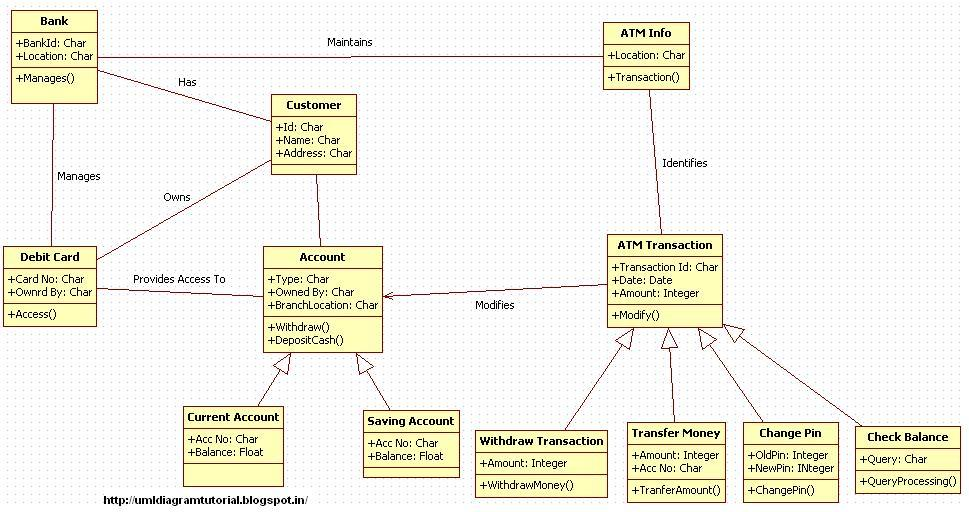 Bank
+BankId: Char
+Location: Char
+Manages()
Maintains
ATM Info
+Location: Char
+Transaction()
Has
Customer
+Id: Char
+Name: Char
+Address: Char
Manages
Owns
Identifies
Debit Card
+Card No: Char
+Ownrd By: Char
+Access()
Provides Access To
Account
+Type: Char
+Owned By: Char
+BranchLocation: Char
+Withdraw()
+DepositCash()
Modifies
ATM Transaction
+Transaction Id: Char
+Date: Date
+Amount: Integer
+Modify()
Current Account
+Acc No: Char
+Balance: Float
Saving Account
+Acc No: Char
+Balance: Float
Withdraw Transaction
+Amount: Integer
+WithdrawMoney()
Transfer Money
+Amount: Integer
+Acc No: Char
+TranferAmount()
Change Pin
+OldPin: Integer
+NewPin: INteger
+ChangePin()
Check Balance
+Query: Char
+QueryProcessing()
http://umldiagramtutorial.blogspot.in/